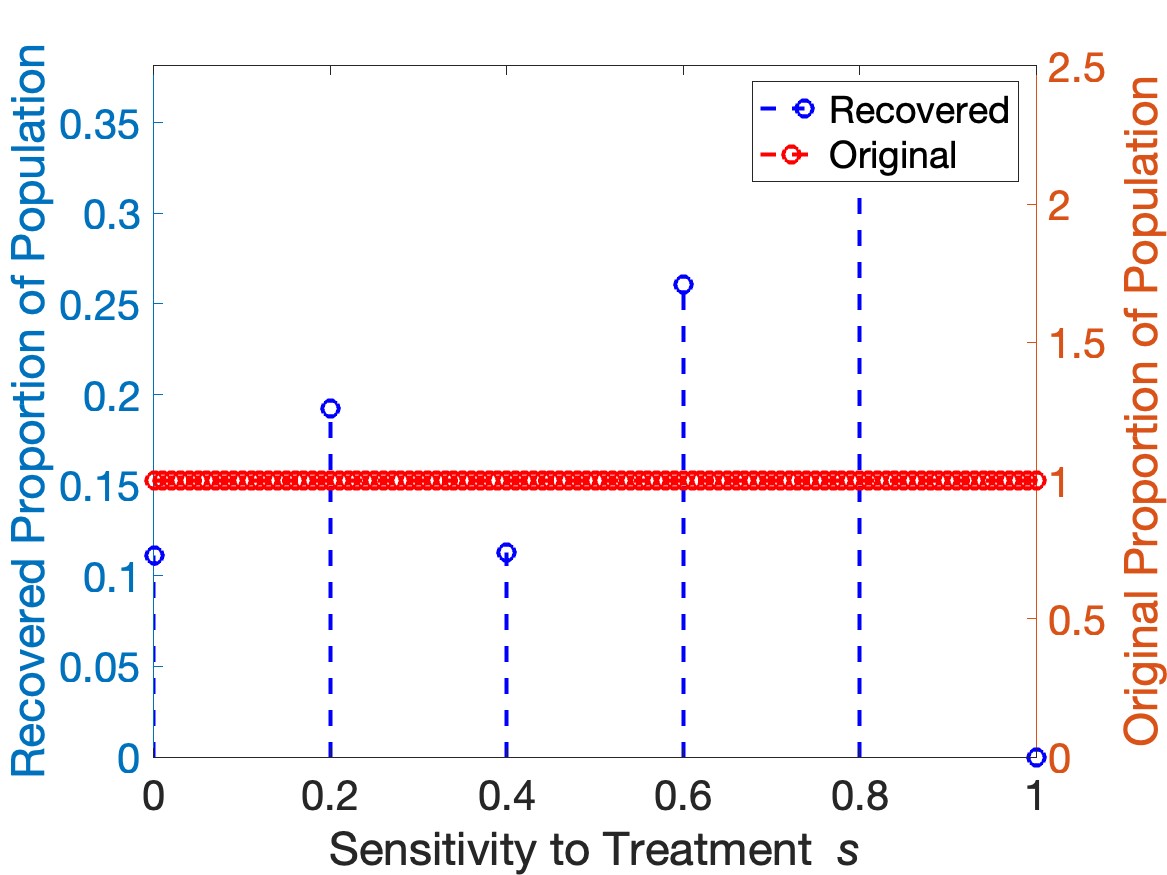 Recovered Proportion of Population
0.35
0.3
0.25
0.2
0.15
0.1
0.05
0
Recovered
Original
2.5
2
1.5
1
0.5
0
Original Proportion of Population
0 0.2 0.4 0.6 0.8 1
Sensitivity to Treatment s